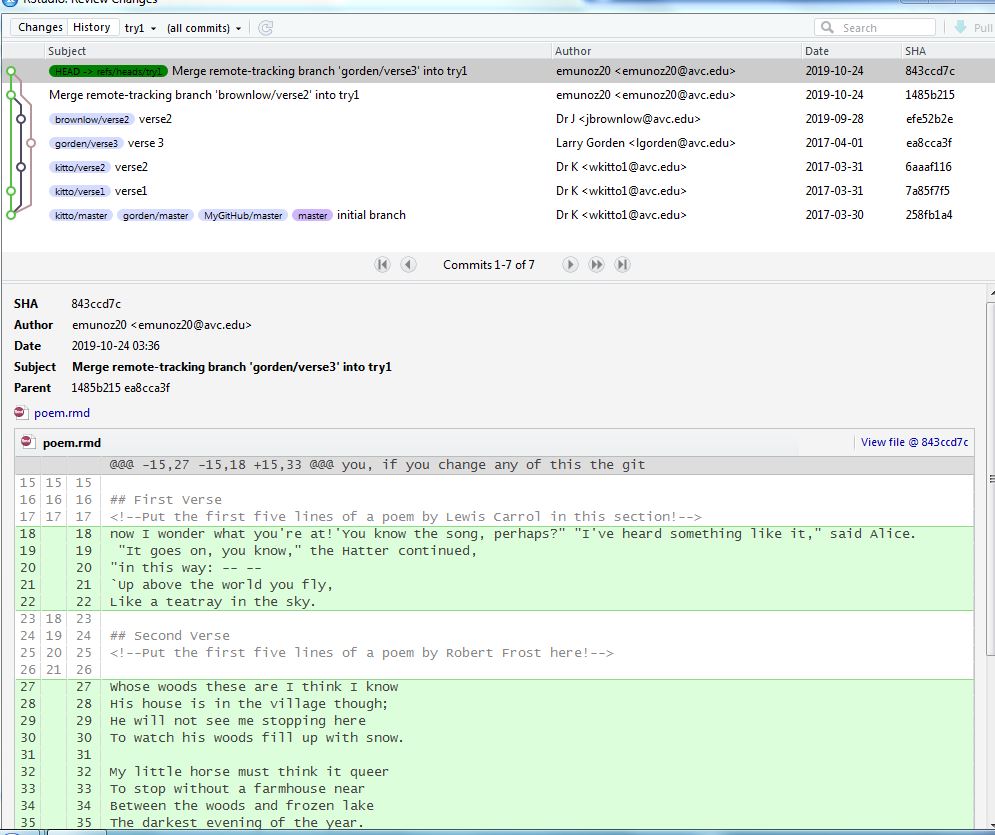 RStudio: Review Changes
Changes History try1 (all commits) Search Pull
Subject Author Date SHA
HEAD -> refs/heads/try1 Merge remote-tracking branch 'gorden/verse3' into try1 emunoz20 <emunoz20@avc.edu> 2019-10-24 843ccd7c
Merge remote-tracking branch 'brownlow/verse2' into try1 emunoz20 <emunoz20@avc.edu> 2019-10-24 1485b215
brownlow/verse2 verse2 Dr J <jbrownlow@avc.edu> 2019-09-28 efe52b2e
gorden/verse3 verse 3 Larry Gorden <lgorden@avc.edu> 2017-04-01 ea8cca3f
kitto/verse2 verse2 Dr K <wkitto1@avc.edu> 2017-03-31 6aaaf116
kitto/verse1 verse1 Dr K <wkitto1@avc.edu> 2017-03-31 7a85f7f5
kitto/master gorden/master MyGitHub/master master initial branch Dr K <wkitto1@avc.edu> 2017-03-30 258fb1a4
Commits 1-7 of 7
SHA 843ccd7c
Author emunoz20 <emunoz20@avc.edu>
Date 2019-10-24 03:36
Subject Merge remote-tracking branch 'gorden/verse3' into try1
Parent 1485b215 ea8cca3f
poem.rmd
poem.rmd View file @ 843ccd7c
@@@ -15,27 -15,18 +15,33 @@@ you, if you change any of this the git
15 15 15
16 16 16 ## First Verse
17 17 17 <!--Put the first five lines of a poem by Lewis Carrol in this section!-->
18 18 now I wonder what you're at!'You know the song, perhaps?" "I've heard something like it," said Alice.
19 19 "It goes on, you know," the Hatter continued,
20 20 "in this way: -- --
21 21 `Up above the world you fly,
22 22 Like a teatray in the sky.
23 18 23
24 19 24 ## Second Verse
25 20 25 <!--Put the first five lines of a poem by Robert Frost here!-->
26 21 26
27 27 Whose woods these are I think I know
28 28 His house is in the village though;
29 29 He will not see me stopping here
30 30 To watch his woods fill up with snow.
31 31
32 32 My little horse must think it queer
33 33 To stop without a farmhouse near
34 34 Between the woods and frozen lake
35 35 The darkest evening of the year.